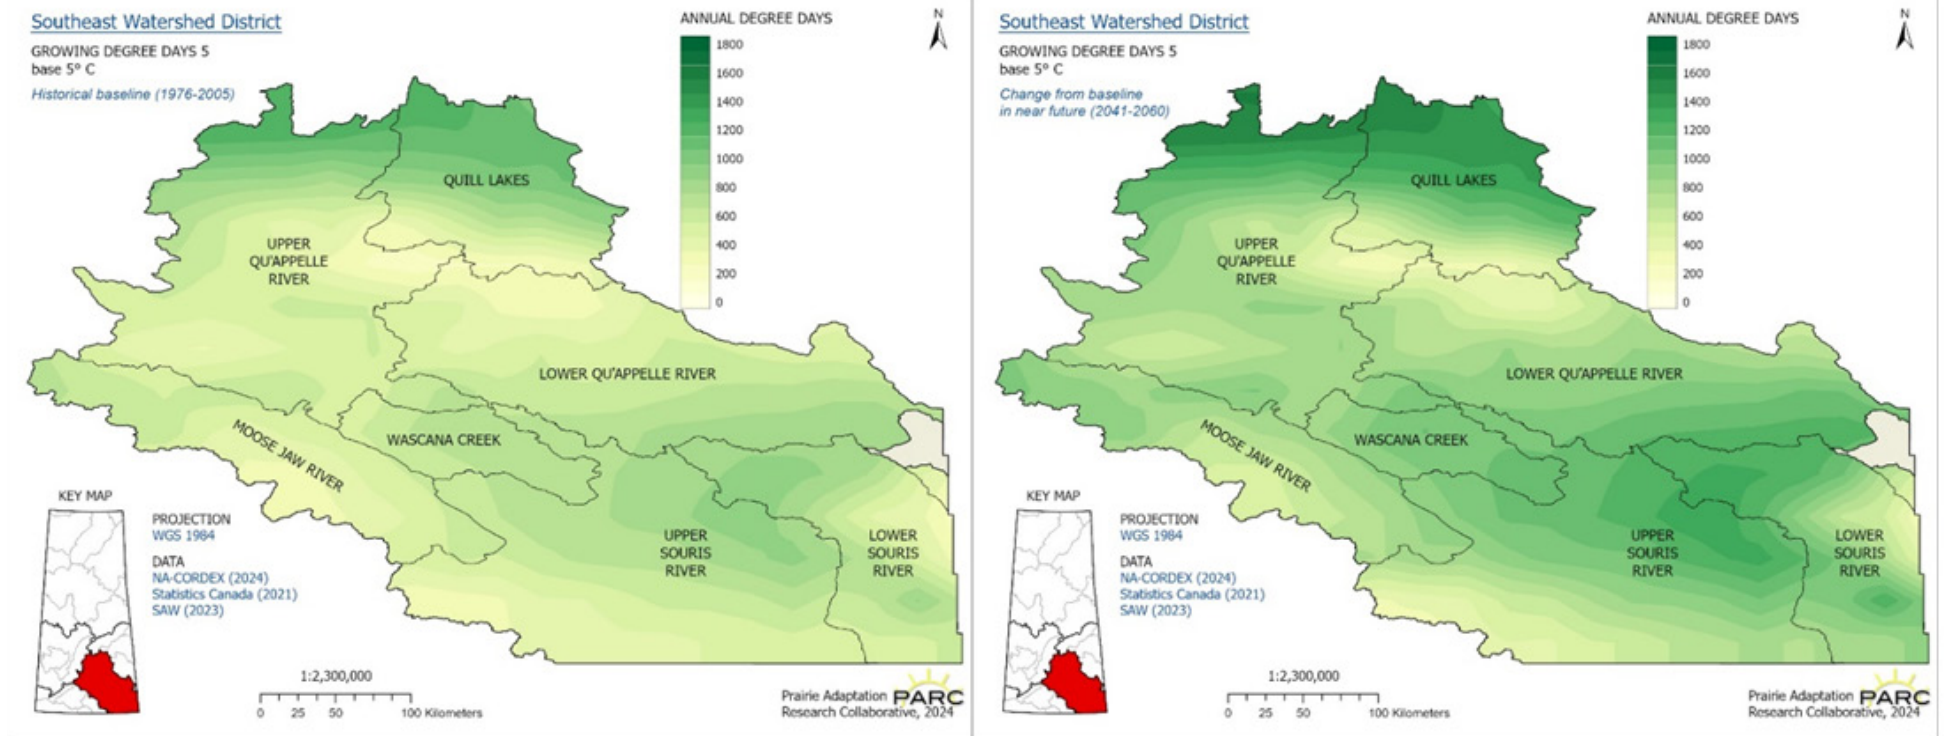 Southeast Watershed District
GROWING DEGREE DAYS 5
base 5° C
Historical baseline (1976-2005)
ANNUAL DEGREE DAYS
1800
1600
1400
1200
1000
800
600
400
200
0
N
QUILL LAKES
UPPER
QU'APPELLE
RIVER
LOWER QU'APPELLE RIVER
WASCANA CREEK
MOOSE JAW RIVER
UPPER
SOURIS
RIVER
LOWER
SOURIS
RIVER
KEY MAP
PROJECTION
WGS 1984
DATA
NA-CORDEX (2024)
Statistics Canada (2021)
SAW (2023)
1:2,300,000
0 25 50 100 Kilometers
Prairie Adaptation
Research Collaborative, 2024
PARC
Southeast Watershed District
GROWING DEGREE DAYS 5
base 5° C
Change from baseline
in near future (2041-2060)
ANNUAL DEGREE DAYS
1800
1600
1400
1200
1000
800
600
400
200
0
N
QUILL LAKES
UPPER
QU'APPELLE
RIVER
LOWER QU'APPELLE RIVER
WASCANA CREEK
MOOSE JAW RIVER
UPPER
SOURIS
RIVER
LOWER
SOURIS
RIVER
KEY MAP
PROJECTION
WGS 1984
DATA
NA-CORDEX (2024)
Statistics Canada (2021)
SAW (2023)
1:2,300,000
0 25 50 100 Kilometers
Prairie Adaptation
Research Collaborative, 2024
PARC